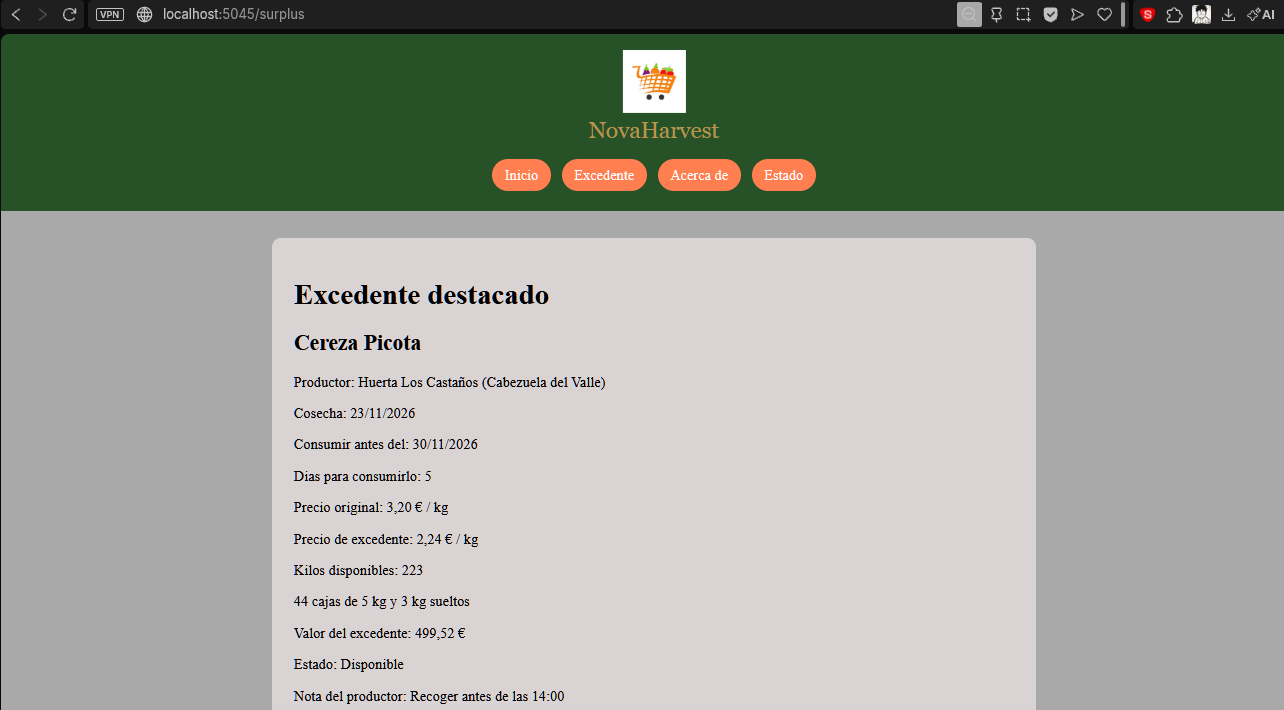 VPN
localhost:5045/surplus
S
AI
NovaHarvest
Inicio
Excedente
Acerca de
Estado
Excedente destacado
Cereza Picota
Productor: Huerta Los Castaños (Cabezuela del Valle)
Cosecha: 23/11/2026
Consumir antes del: 30/11/2026
Dias para consumirlo: 5
Precio original: 3,20 € / kg
Precio de excedente: 2,24 € / kg
Kilos disponibles: 223
44 cajas de 5 kg y 3 kg sueltos
Valor del excedente: 499,52 €
Estado: Disponible
Nota del productor: Recoger antes de las 14:00